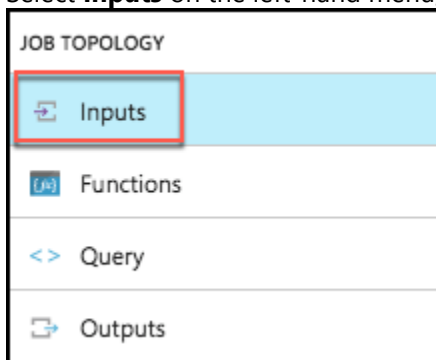 Select Inputs on the left-hand menu
JOB TOPOLOGY
Inputs
Functions
<> Query
Outputs